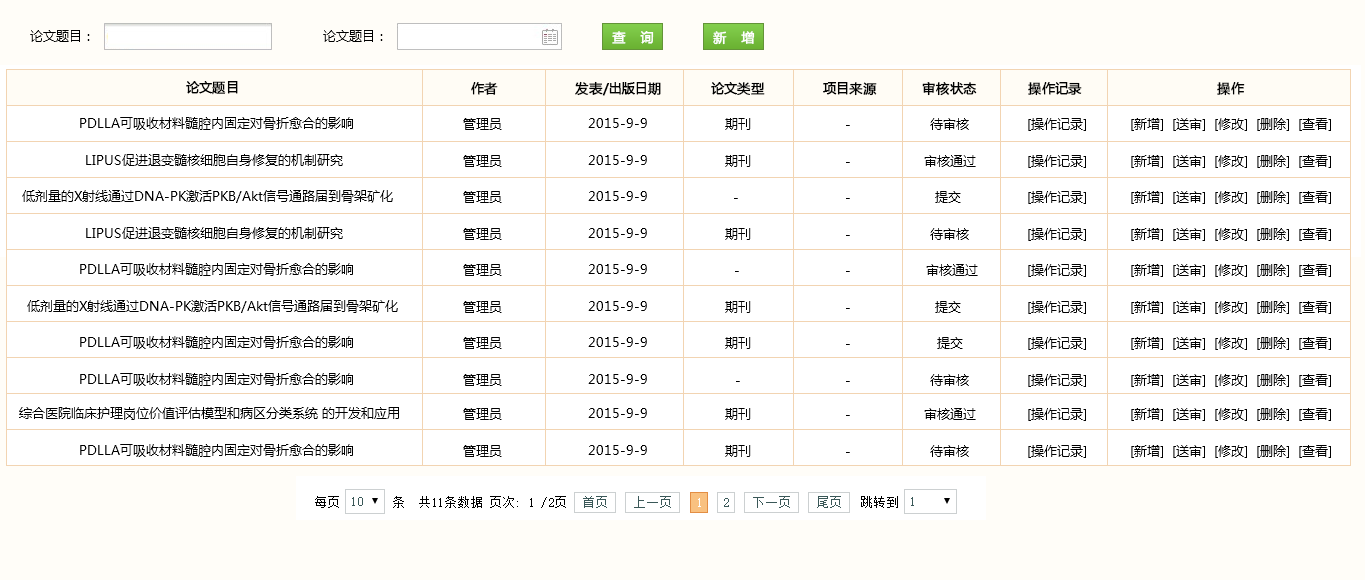 论文题目： 论文题目： 查 询 新 增
论文题目 作者 发表/出版日期 论文类型 项目来源 审核状态 操作记录 操作
PDLLA可吸收材料髓腔内固定对骨折愈合的影响 管理员 2015-9-9 期刊 - 待审核 [操作记录] [新增] [送审] [修改] [删除] [查看]
LIPUS促进退变髓核细胞自身修复的机制研究 管理员 2015-9-9 期刊 - 审核通过 [操作记录] [新增] [送审] [修改] [删除] [查看]
低剂量的X射线通过DNA-PK激活PKB/Akt信号通路届到骨架矿化 管理员 2015-9-9 - - 提交 [操作记录] [新增] [送审] [修改] [删除] [查看]
LIPUS促进退变髓核细胞自身修复的机制研究 管理员 2015-9-9 期刊 - 待审核 [操作记录] [新增] [送审] [修改] [删除] [查看]
PDLLA可吸收材料髓腔内固定对骨折愈合的影响 管理员 2015-9-9 - - 审核通过 [操作记录] [新增] [送审] [修改] [删除] [查看]
低剂量的X射线通过DNA-PK激活PKB/Akt信号通路届到骨架矿化 管理员 2015-9-9 期刊 - 提交 [操作记录] [新增] [送审] [修改] [删除] [查看]
PDLLA可吸收材料髓腔内固定对骨折愈合的影响 管理员 2015-9-9 期刊 - 提交 [操作记录] [新增] [送审] [修改] [删除] [查看]
PDLLA可吸收材料髓腔内固定对骨折愈合的影响 管理员 2015-9-9 - - 待审核 [操作记录] [新增] [送审] [修改] [删除] [查看]
综合医院临床护理岗位价值评估模型和病区分类系统 的开发和应用 管理员 2015-9-9 期刊 - 审核通过 [操作记录] [新增] [送审] [修改] [删除] [查看]
PDLLA可吸收材料髓腔内固定对骨折愈合的影响 管理员 2015-9-9 期刊 - 待审核 [操作记录] [新增] [送审] [修改] [删除] [查看]
每页 10 条 共11条数据 页次: 1 /2页 首页 上一页 1 2 下一页 尾页 跳转到 1